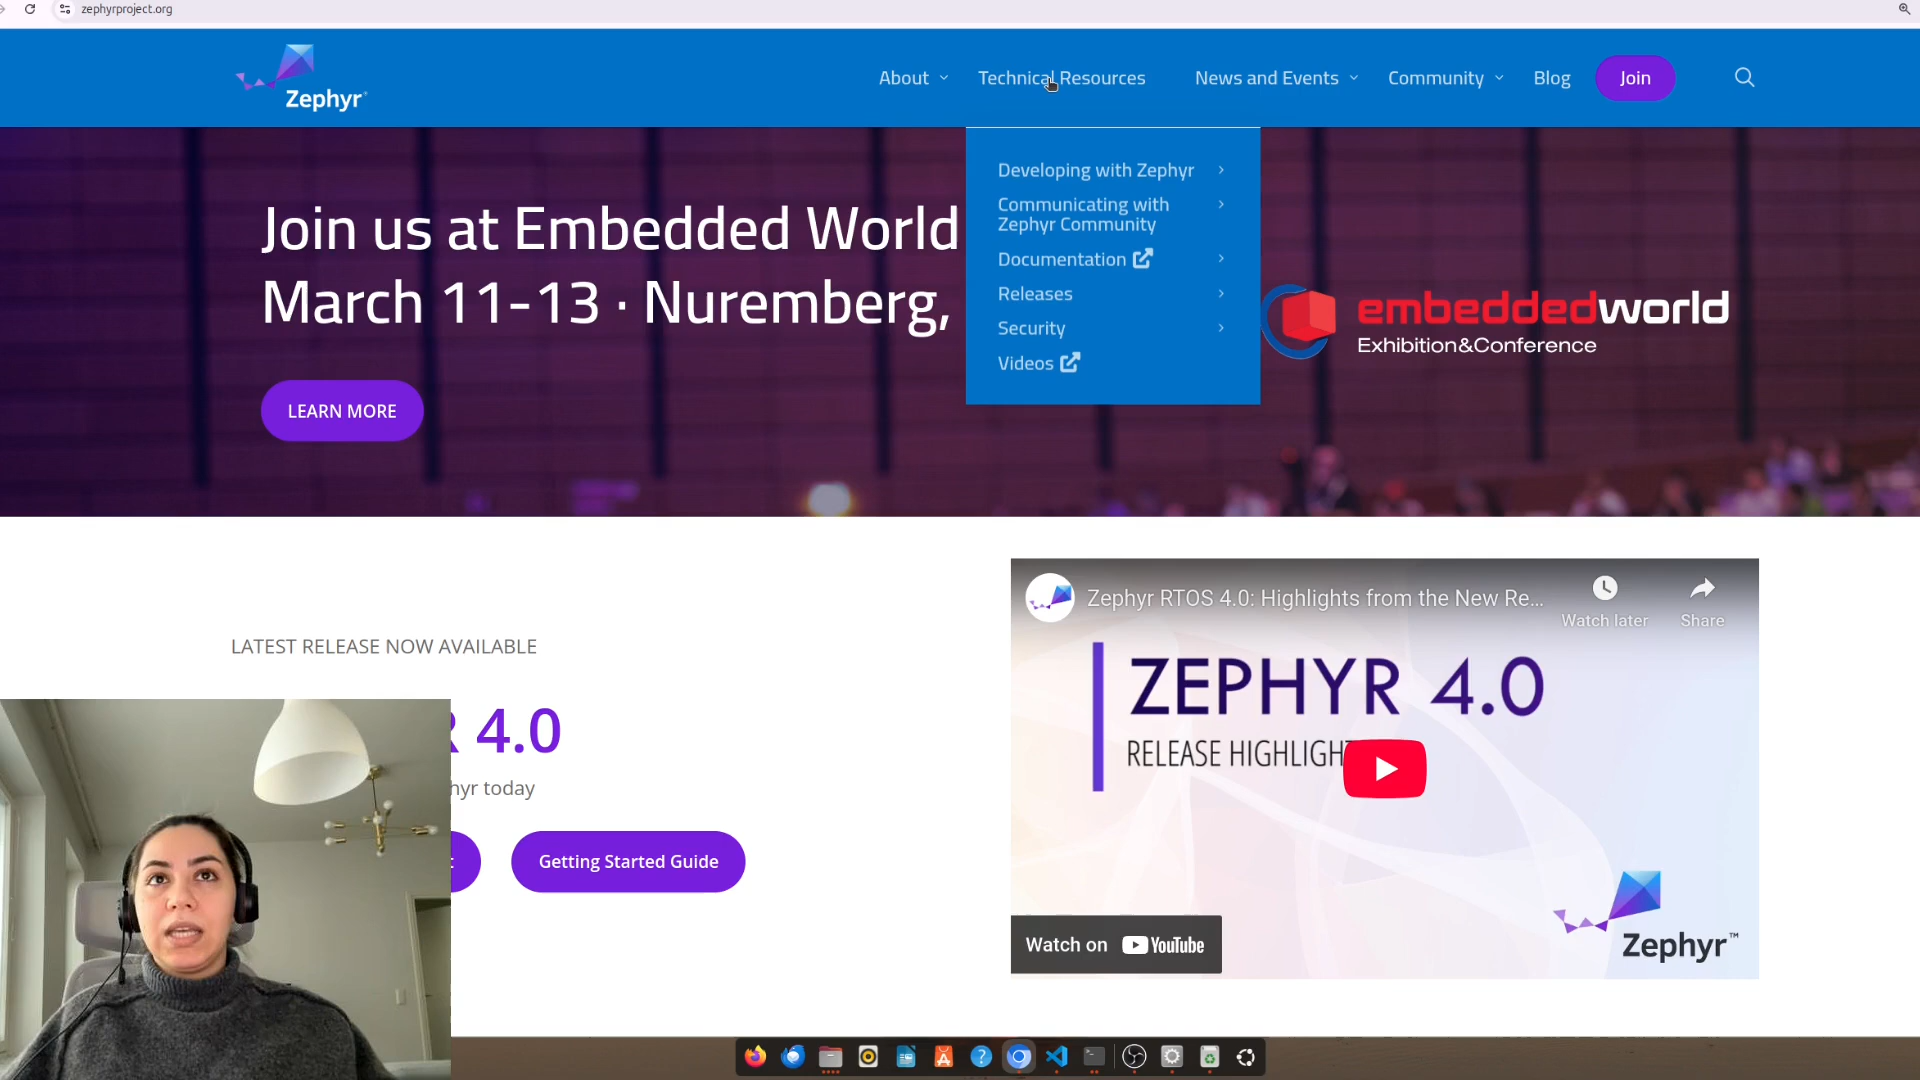 zephyrproject.org
Zephyr
About
Technical Resources
News and Events
Community
Blog
Join
Developing with Zephyr
Communicating with
Zephyr Community
Documentation
Releases
Security
Videos
Join us at Embedded World
March 11-13 · Nuremberg,
LEARN MORE
embeddedworld
Exhibition&Conference
LATEST RELEASE NOW AVAILABLE
R 4.0
hyr today
Getting Started Guide
Zephyr RTOS 4.0: Highlights from the New Re...
Watch later
Share
ZEPHYR 4.0
RELEASE HIGHLIGHT
Watch on YouTube
Zephyr™